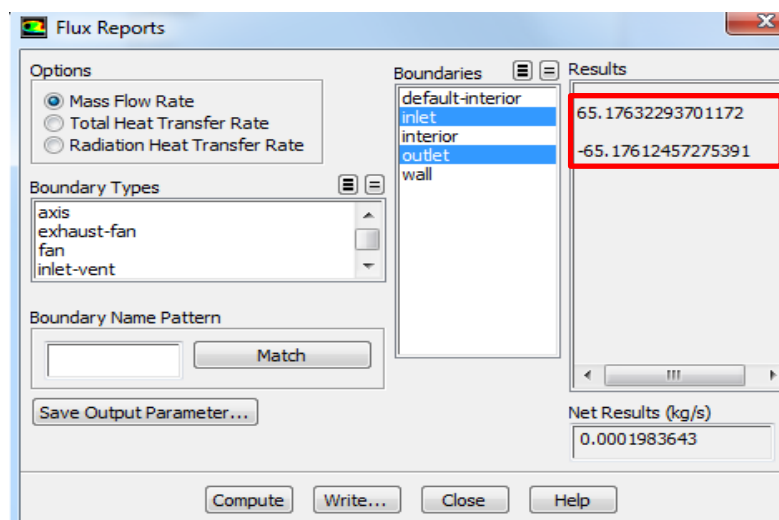 Flux Reports
Options
Mass Flow Rate
Total Heat Transfer Rate
Radiation Heat Transfer Rate
Boundary Types
axis
exhaust-fan
fan
inlet-vent
Boundary Name Pattern
Match
Save Output Parameter...
Boundaries
default-interior
inlet
interior
outlet
wall
Results
65.17632293701172
-65.17612457275391
Net Results (kg/s)
0.0001983643
Compute
Write...
Close
Help